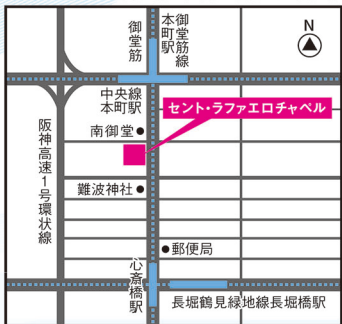 御堂筋
御堂筋線
本町駅
N
中央線
本町駅
セント・ラファエロチャペル
南御堂
阪神高速1号環状線
難波神社
郵便局
心斎橋駅
長堀鶴見緑地線長堀橋駅